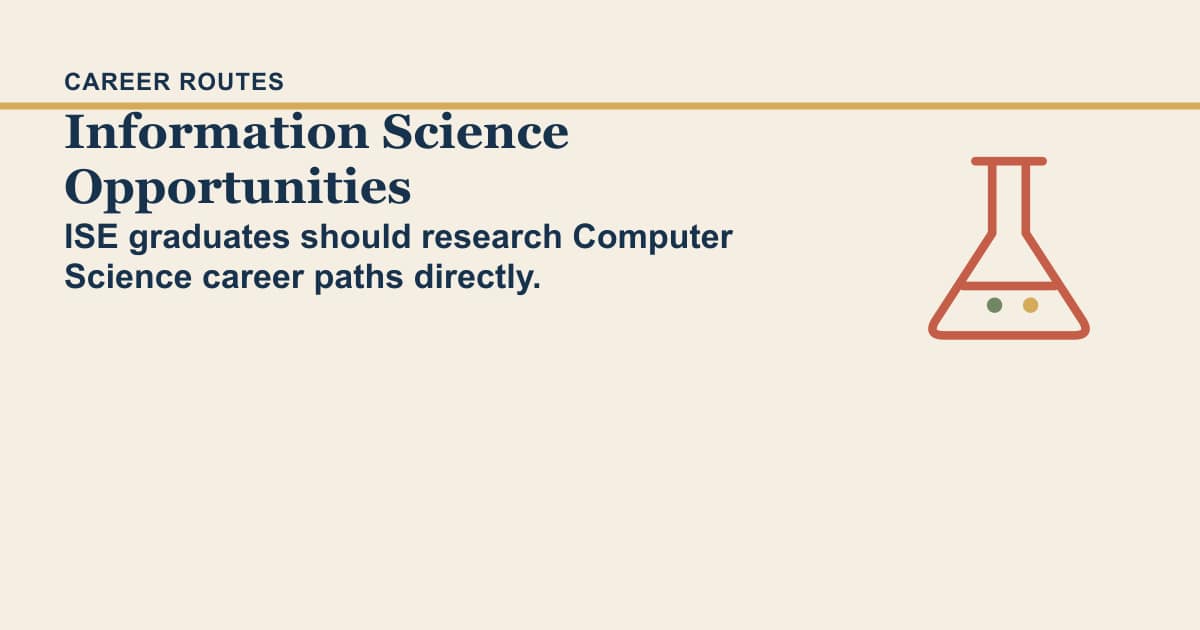 CAREER ROUTES
Information Science
Opportunities
ISE graduates should research Computer
Science career paths directly.